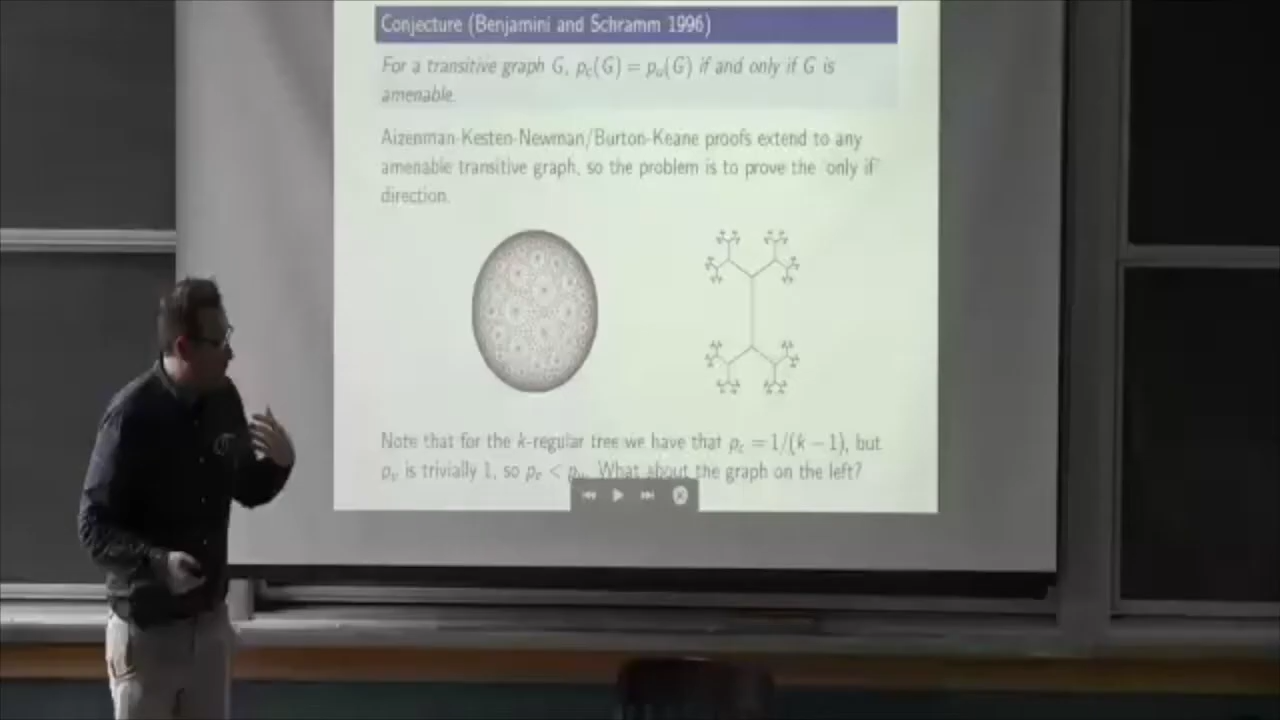 Conjecture (Benjamini and Schramm 1996)
For a transitive graph G, p_c(G) = p_u(G) if and only if G is
amenable.
Aizenman-Kesten-Newman/Burton-Keane proofs extend to any
amenable transitive graph, so the problem is to prove the "only if"
direction.
Note that for the k-regular tree we have that p_c = 1/(k − 1), but
p_u is trivially 1, so p_c < p_u. What about the graph on the left?